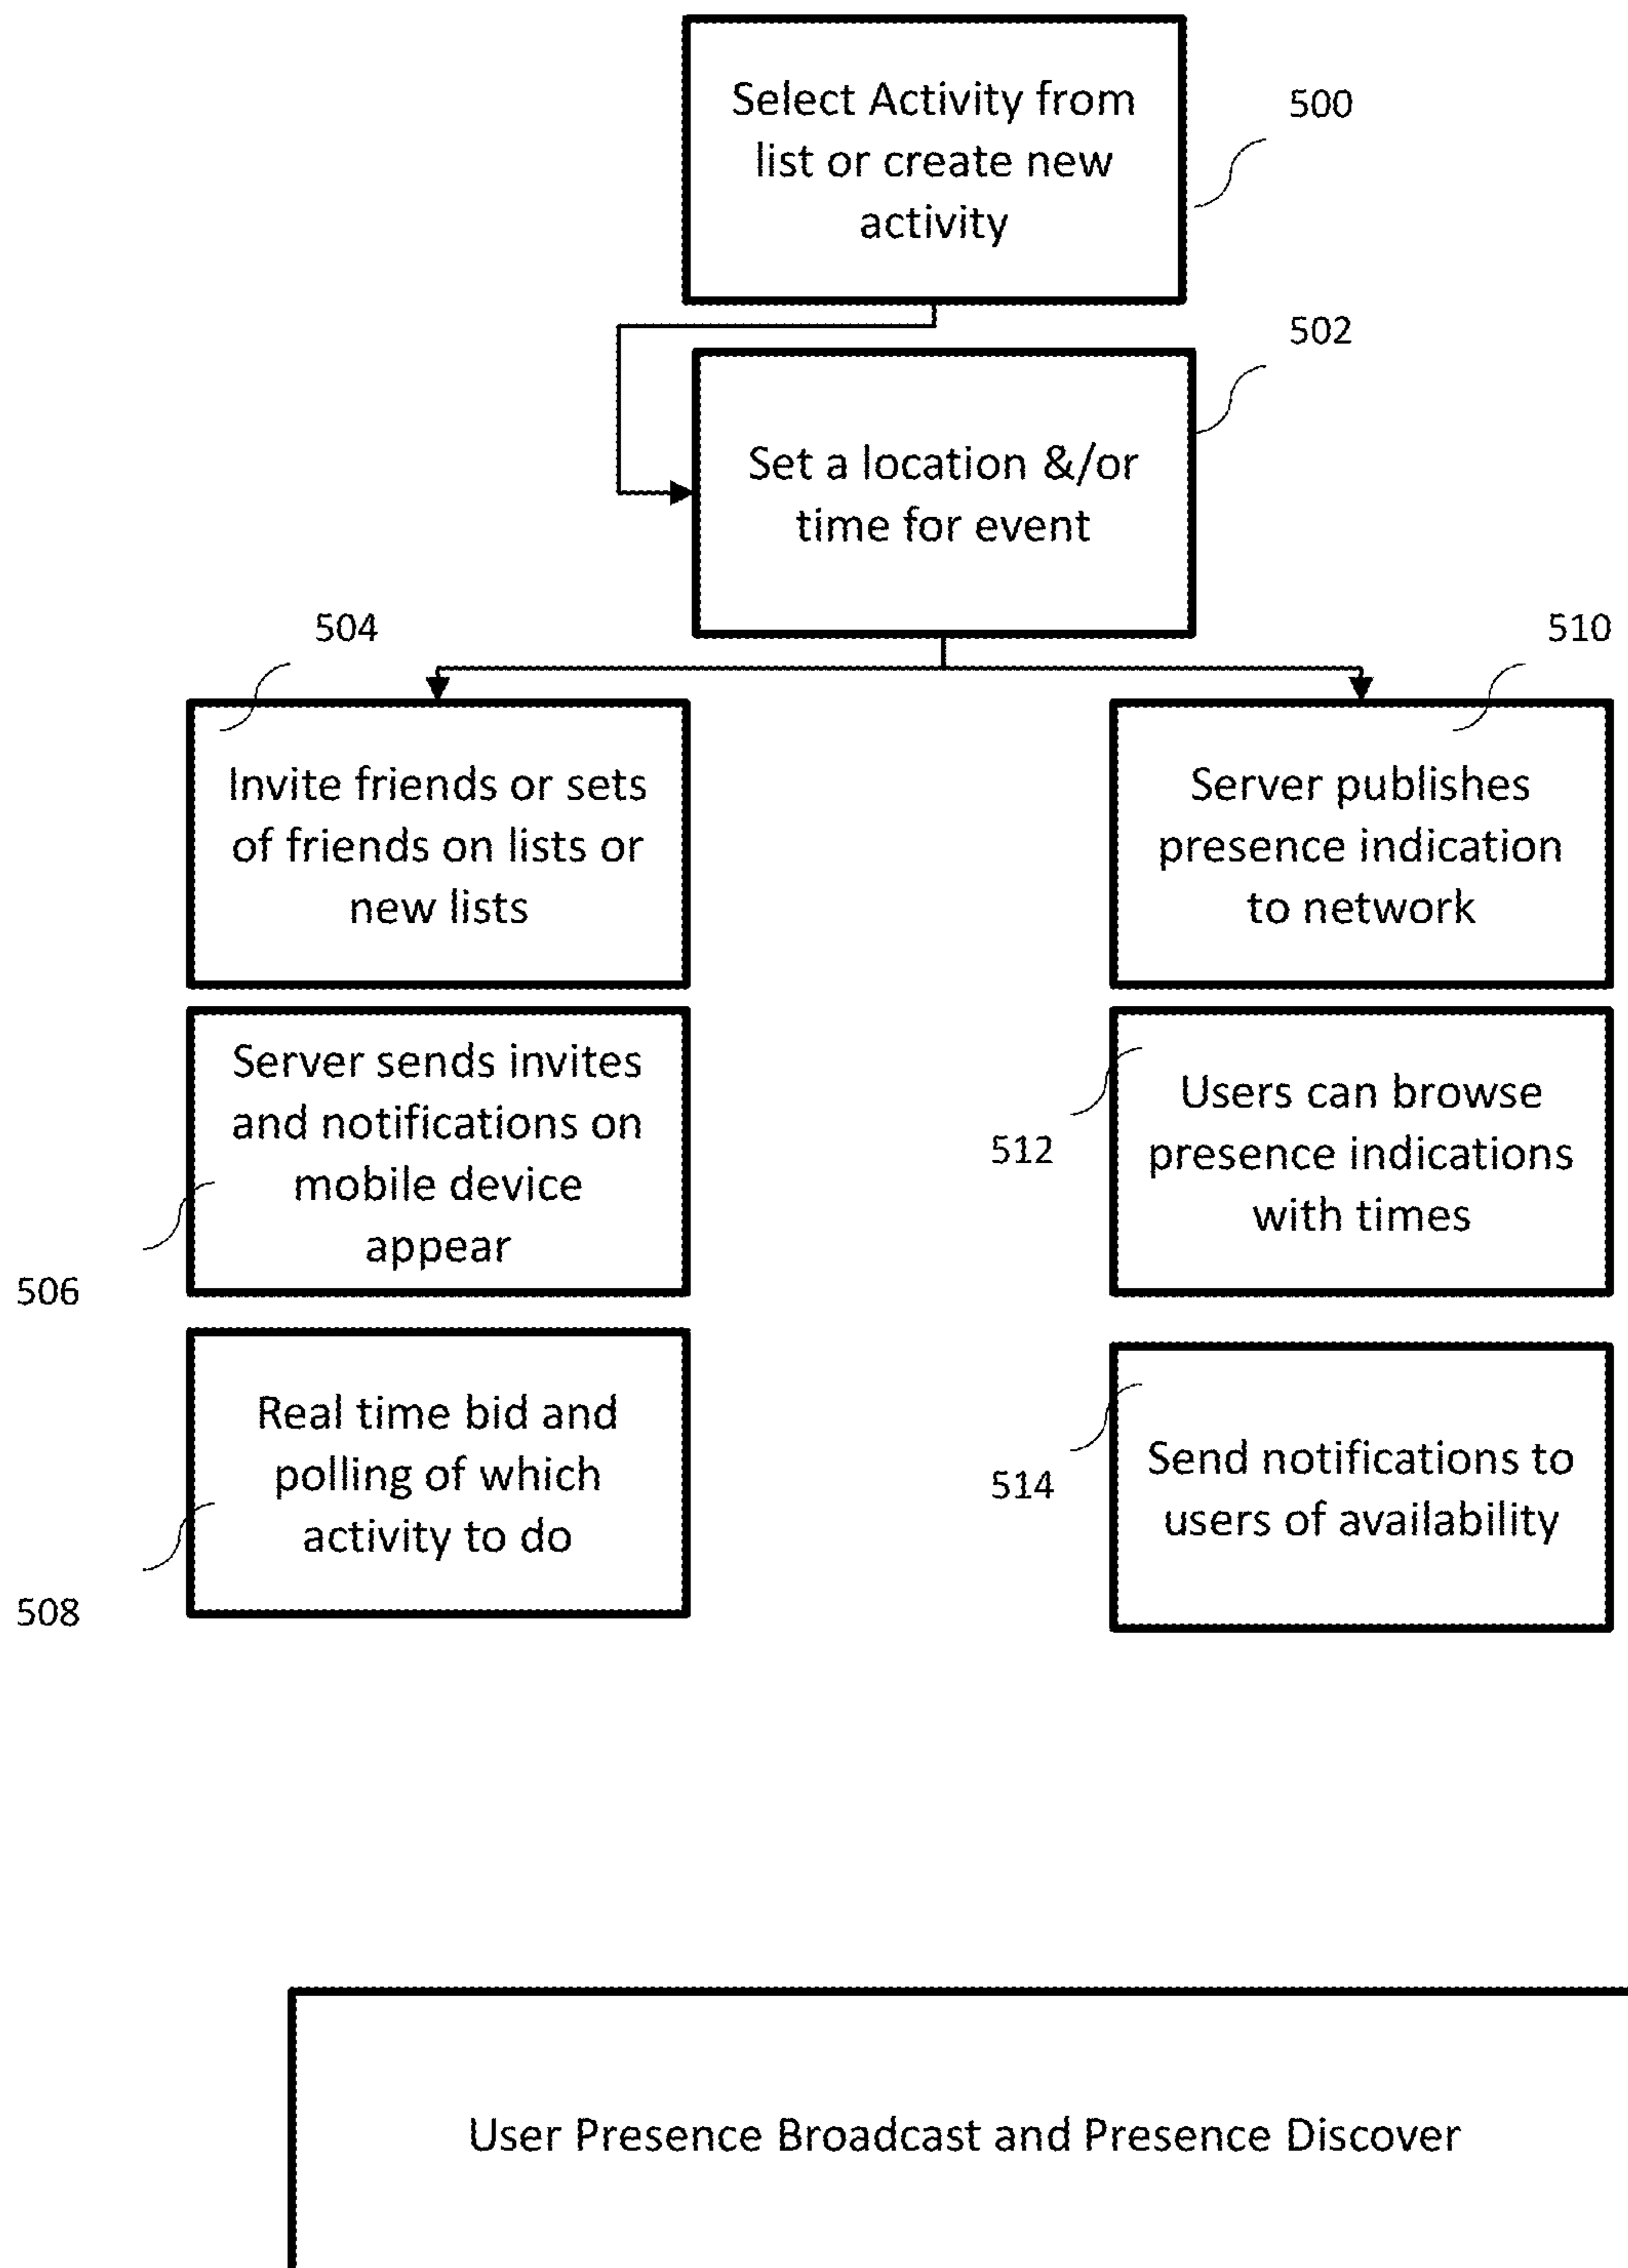 Select Activity from
list or create new
activity
500
502
Set a location &/or
time for event
504
510
Invite friends or sets
of friends on lists or
new lists
Server publishes
presence indication
to network
Server sends invites
and notifications on
mobile device
appear
506
Users can browse
presence indications
with times
512
Real time bid and
polling of which
activity to do
508
Send notifications to
users of availability
514
User Presence Broadcast and Presence Discover